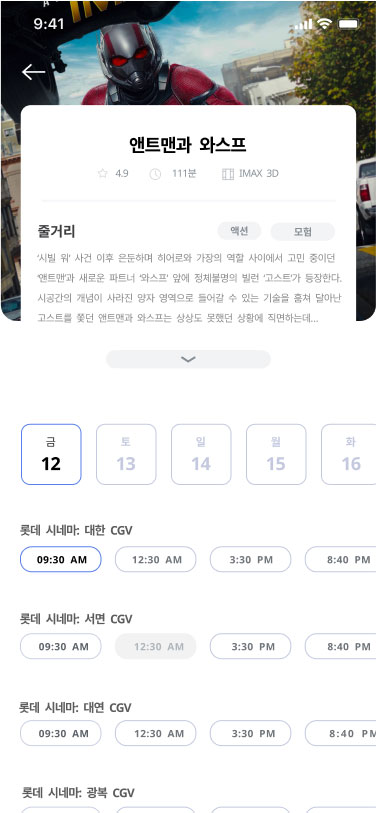 9:41
앤트맨과 와스프
4.9 111분 IMAX 3D
줄거리 액션 모험
'시빌 워' 사건 이후 은둔하며 히어로와 가장의 역할 사이에서 고민 중이던
'앤트맨'과 새로운 파트너 '와스프' 앞에 정체불명의 빌런 '고스트'가 등장한다.
시공간의 개념이 사라진 양자 영역으로 들어갈 수 있는 기술을 훔쳐 달아난
고스트를 쫓던 앤트맨과 와스프는 상상도 못했던 상황에 직면하는데...
금 토 일 월 화
12 13 14 15 16
롯데 시네마: 대한 CGV
09:30 AM 12:30 AM 3:30 PM 8:40 PM
롯데 시네마: 서면 CGV
09:30 AM 12:30 AM 3:30 PM 8:40 PM
롯데 시네마: 대연 CGV
09:30 AM 12:30 AM 3:30 PM 8:40 PM
롯데 시네마: 광복 CGV